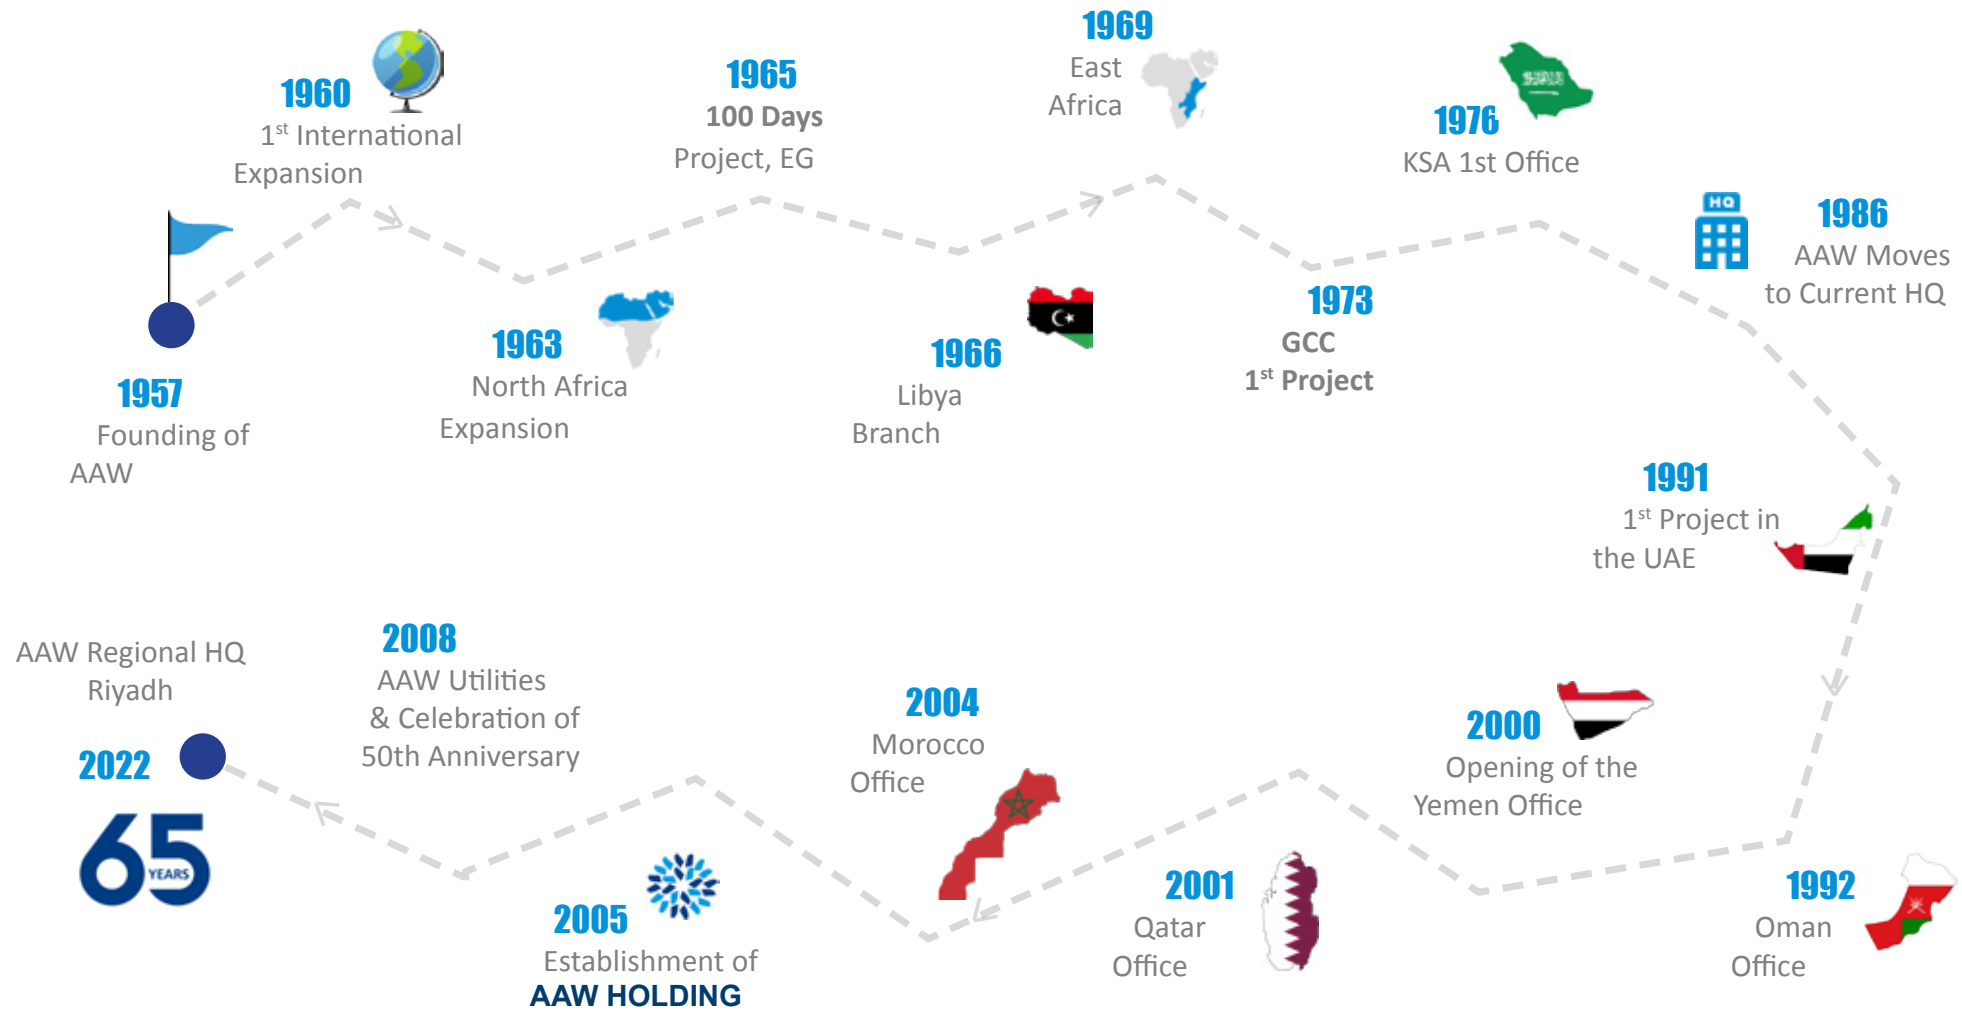 1957
Founding of
AAW
1960
1st International
Expansion
1963
North Africa
Expansion
1965
100 Days
Project, EG
1966
Libya
Branch
1969
East
Africa
1973
GCC
1st Project
1976
KSA 1st Office
HQ
1986
AAW Moves
to Current HQ
1991
1st Project in
the UAE
1992
Oman
Office
2000
Opening of the
Yemen Office
2001
Qatar
Office
2004
Morocco
Office
2005
Establishment of
AAW HOLDING
2008
AAW Utilities
& Celebration of
50th Anniversary
AAW Regional HQ
Riyadh
2022
65
YEARS